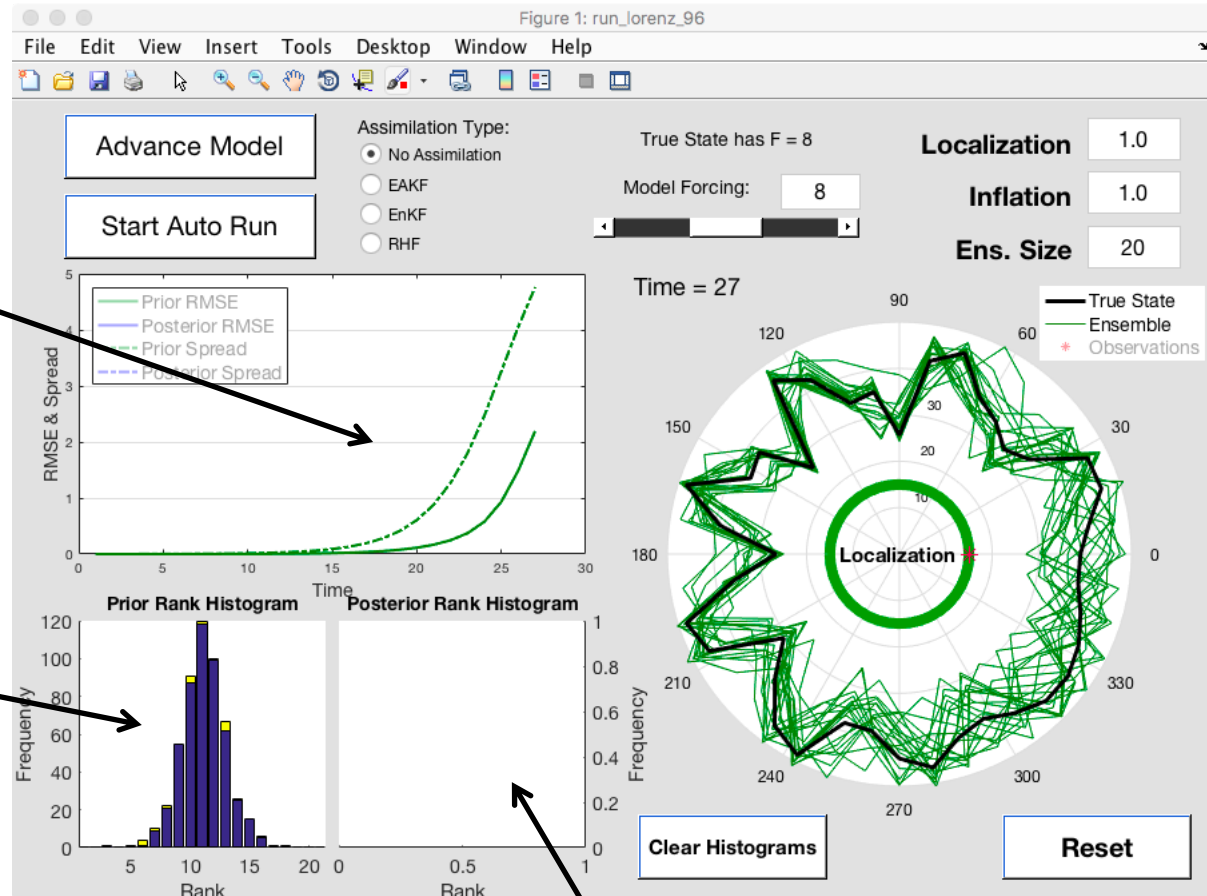 Figure 1: run_lorenz_96
File Edit View Insert Tools Desktop Window Help
Advance Model
Start Auto Run
Assimilation Type:
No Assimilation
EAKF
EnKF
RHF
True State has F = 8
Model Forcing: 8
Localization 1.0
Inflation 1.0
Ens. Size 20
5
4
3
2
1
0
RMSE & Spread
Prior RMSE
Posterior RMSE
Prior Spread
Posterior Spread
0 5 10 15 20 25 30
Time
Time = 27
True State
Ensemble
Observations
90
120 60
150 30
180 0
210 330
240 300
270
30
20
10
Localization
Prior Rank Histogram
120
100
80
60
40
20
0
Frequency
5 10 15 20
Rank
Posterior Rank Histogram
1
0.8
0.6
0.4
0.2
0
Frequency
0 0.5 1
Rank
Clear Histograms
Reset